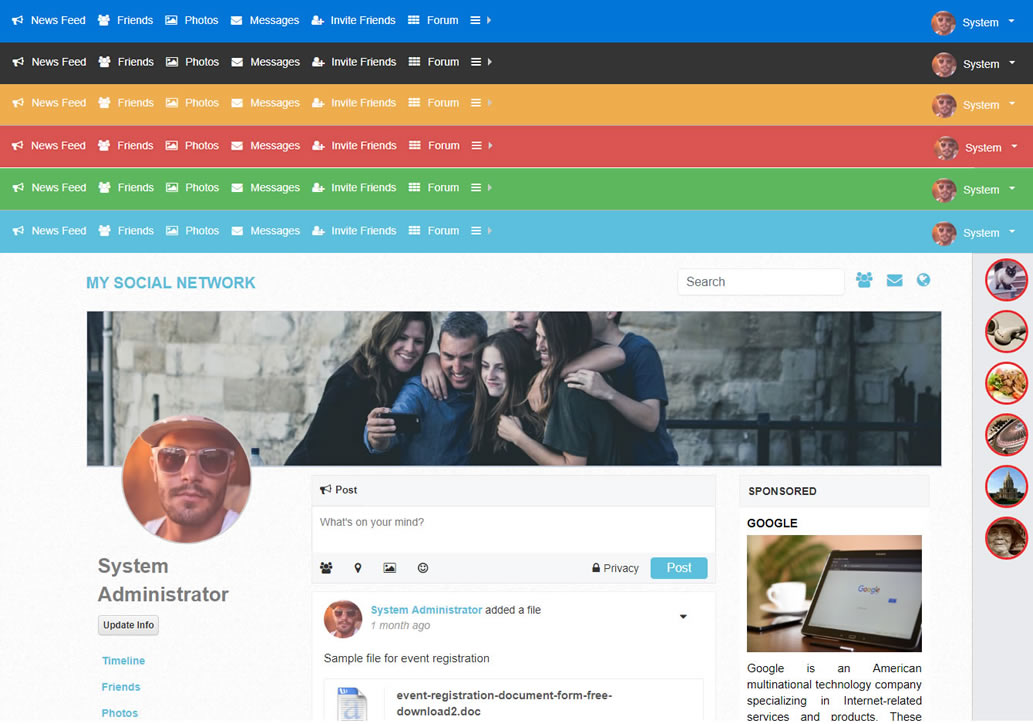 News Feed Friends Photos Messages Invite Friends Forum System
News Feed Friends Photos Messages Invite Friends Forum System
News Feed Friends Photos Messages Invite Friends Forum System
News Feed Friends Photos Messages Invite Friends Forum System
News Feed Friends Photos Messages Invite Friends Forum System
News Feed Friends Photos Messages Invite Friends Forum System
MY SOCIAL NETWORK
Search
System
Administrator
Update Info
Timeline
Friends
Photos
Post
What's on your mind?
Privacy Post
System Administrator added a file
1 month ago
Sample file for event registration
event-registration-document-form-free-
download2.doc
SPONSORED
GOOGLE
Google
Google is an American
multinational technology company
specializing in Internet-related
services and products. These